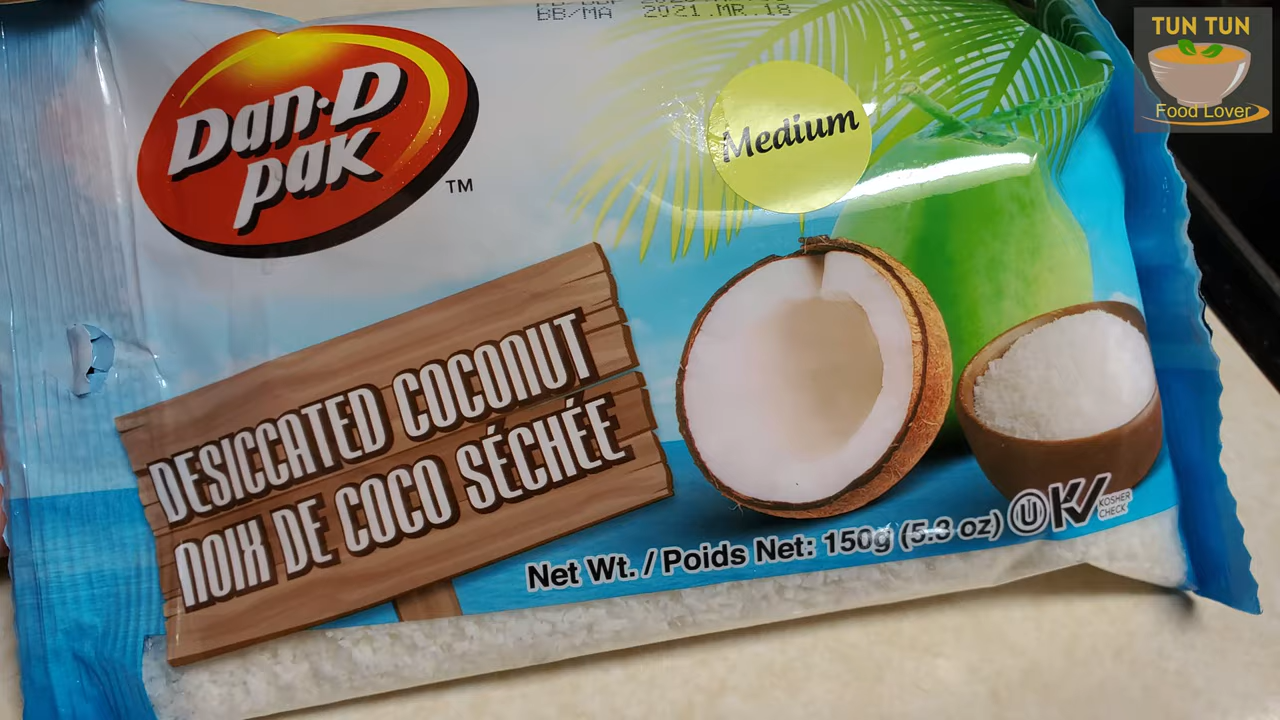 BB/MA 2021.MR.18
TUN TUN
Food Lover
Dan·D
pak
TM
Medium
DESICCATED COCONUT
NOIX DE COCO SÉCHÉE
Net Wt. / Poids Net: 150g (5.3 oz)
U
K
KOSHER
CHECK